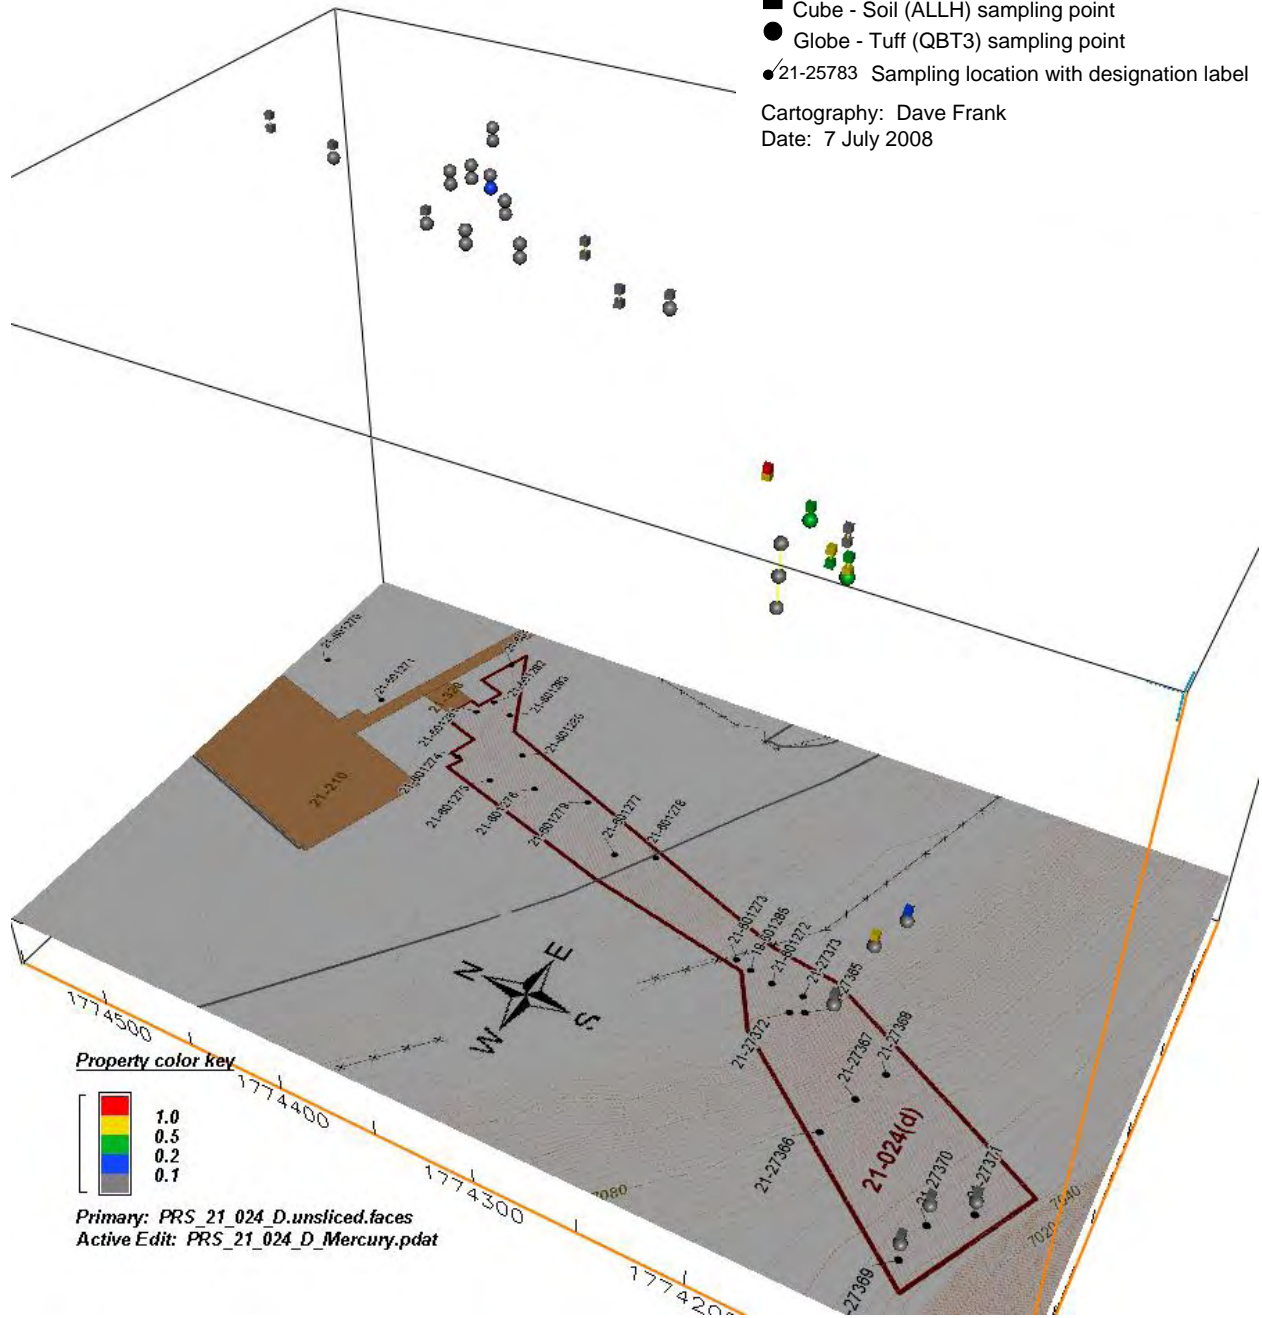 Cube - Soil (ALLH) sampling point
Globe - Tuff (QBT3) sampling point
21-25783 Sampling location with designation label
Cartography: Dave Frank
Date: 7 July 2008
21-601270
21-601271
21-601282
21-328
21-601283
21-60128
21-601280
21-210
21-601274
21-601275
21-601276
21-601279
21-601277
21-601278
21-601273
19-601285
21-601272
21-27373
27365
N
E
W
S
21-27372
21-27368
21-27367
21-27366
21-024(d)
21-27370
21-27371
7080
7040
7020
-27369
1774500
1774400
1774300
1774200
Property color key
1.0
0.5
0.2
0.1
Primary: PRS_21_024_D.unsliced.faces
Active Edit: PRS_21_024_D_Mercury.pdat